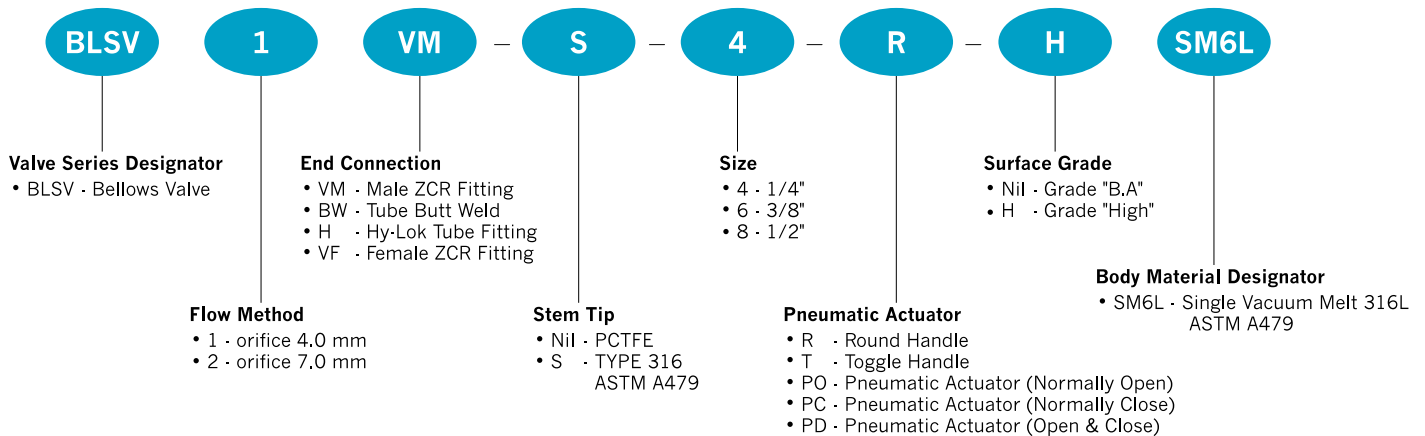 BLSV 1 VM - S - 4 - R - H SM6L
Valve Series Designator
• BLSV - Bellows Valve
End Connection
• VM - Male ZCR Fitting
• BW - Tube Butt Weld
• H - Hy-Lok Tube Fitting
• VF - Female ZCR Fitting
Size
• 4 - 1/4"
• 6 - 3/8"
• 8 - 1/2"
Surface Grade
• Nil - Grade "B.A"
• H - Grade "High"
Body Material Designator
• SM6L - Single Vacuum Melt 316L
ASTM A479
Flow Method
• 1 - orifice 4.0 mm
• 2 - orifice 7.0 mm
Stem Tip
• Nil - PCTFE
• S - TYPE 316
ASTM A479
Pneumatic Actuator
• R - Round Handle
• T - Toggle Handle
• PO - Pneumatic Actuator (Normally Open)
• PC - Pneumatic Actuator (Normally Close)
• PD - Pneumatic Actuator (Open & Close)